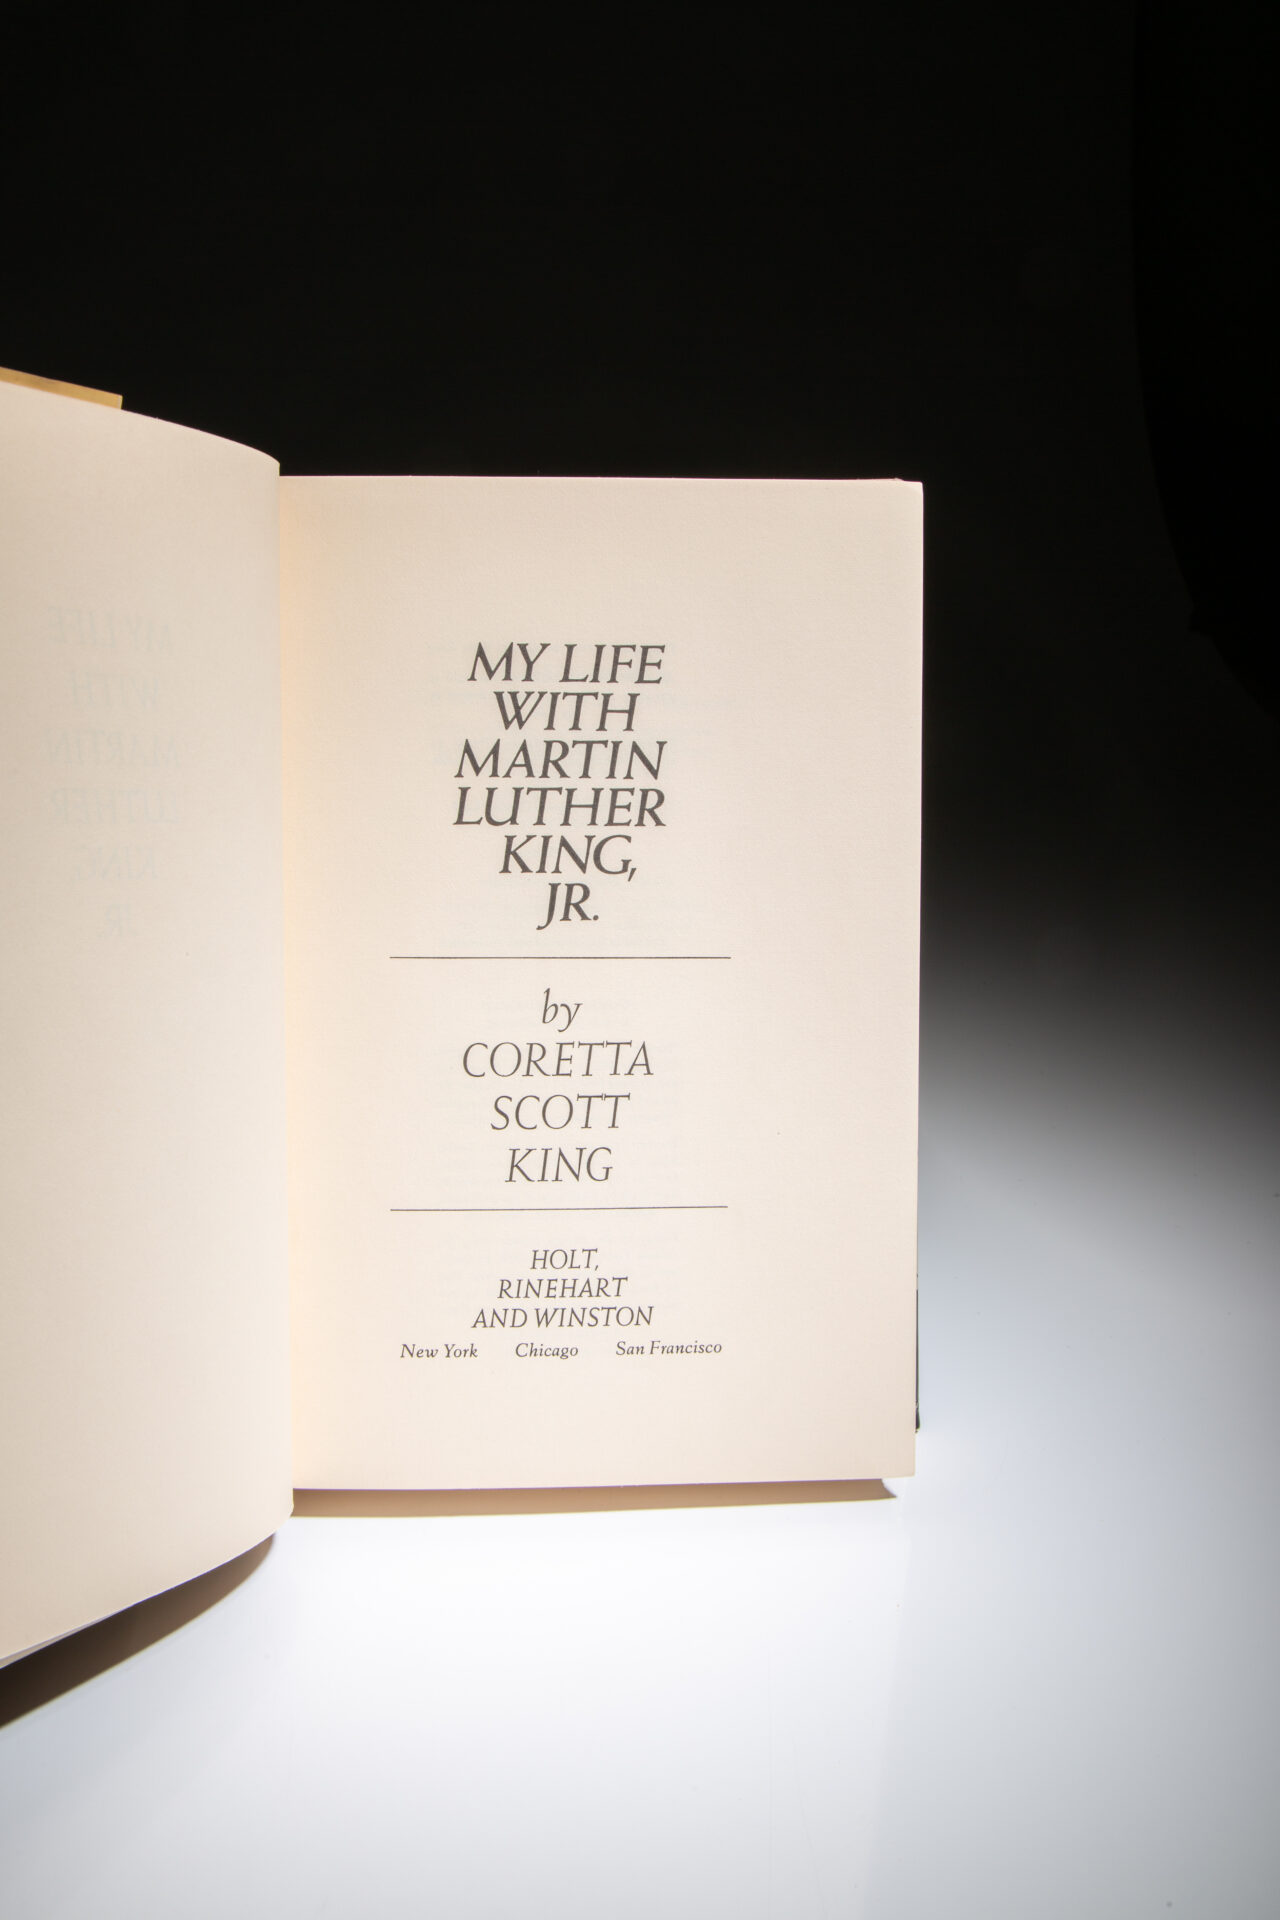 MY LIFE
WITH
MARTIN
LUTHER
KING,
JR.
by
CORETTA
SCOTT
KING
HOLT,
RINEHART
AND WINSTON
New York Chicago San Francisco